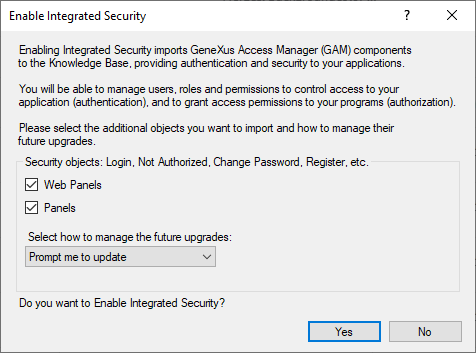 Enable Integrated Security
Enabling Integrated Security imports GeneXus Access Manager (GAM) components
to the Knowledge Base, providing authentication and security to your applications.
You will be able to manage users, roles and permissions to control access to your
application (authentication), and to grant access permissions to your programs (authorization).
Please select the additional objects you want to import and how to manage their
future upgrades.
Security objects: Login, Not Authorized, Change Password, Register, etc.
Web Panels
Panels
Select how to manage the future upgrades:
Prompt me to update
Do you want to Enable Integrated Security?
Yes No